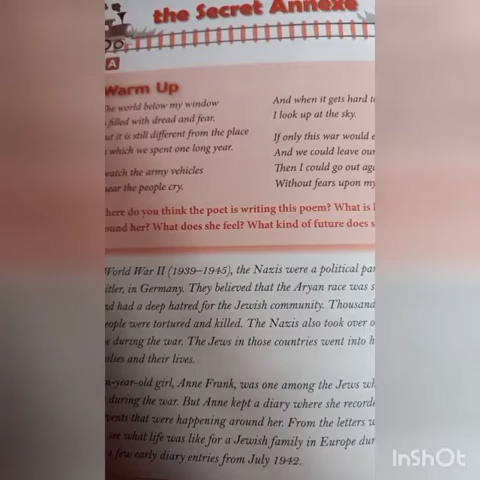 the Secret Annexe
A
Warm Up
The world below my window
filled with dread and fear.
ut it is still different from the place
which we spent one long year.
watch the army vehicles
near the people cry.
And when it gets hard t
I look up at the sky.
If only this war would e
And we could leave our
Then I could go out aga
Without fears upon my
here do you think the poet is writing this poem? What is
ound her? What does she feel? What kind of future does s
World War II (1939–1945), the Nazis were a political par
itler, in Germany. They believed that the Aryan race was s
nd had a deep hatred for the Jewish community. Thousand
eople were tortured and killed. The Nazis also took over o
e during the war. The Jews in those countries went into h
ilies and their lives.
n-year-old girl, Anne Frank, was one among the Jews wh
during the war. But Anne kept a diary where she recorde
vents that were happening around her. From the letters w
see what life was like for a Jewish family in Europe dur
a few early diary entries from July 1942.
InShOt